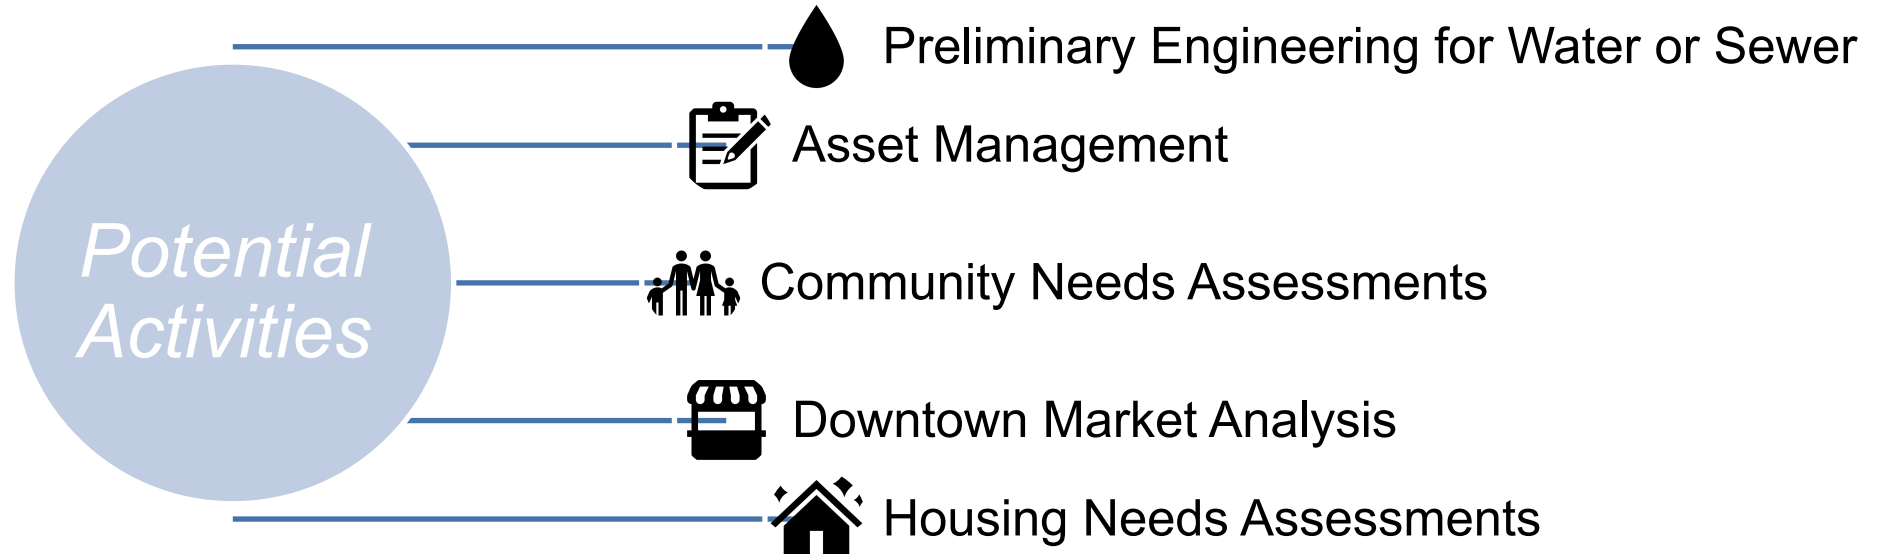 Potential
Activities
Preliminary Engineering for Water or Sewer
Asset Management
Community Needs Assessments
Downtown Market Analysis
Housing Needs Assessments